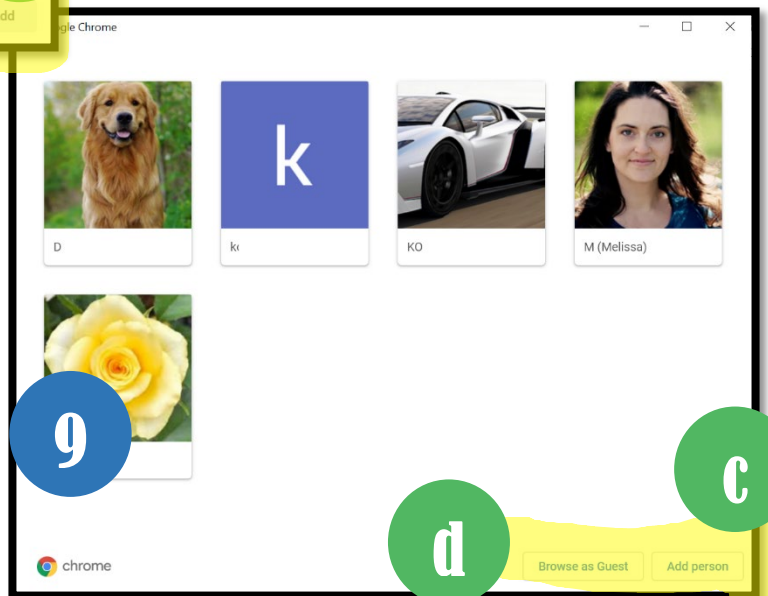 dd
gle Chrome
k
D
k
KO
M (Melissa)
9
c
d
chrome
Browse as Guest
Add person